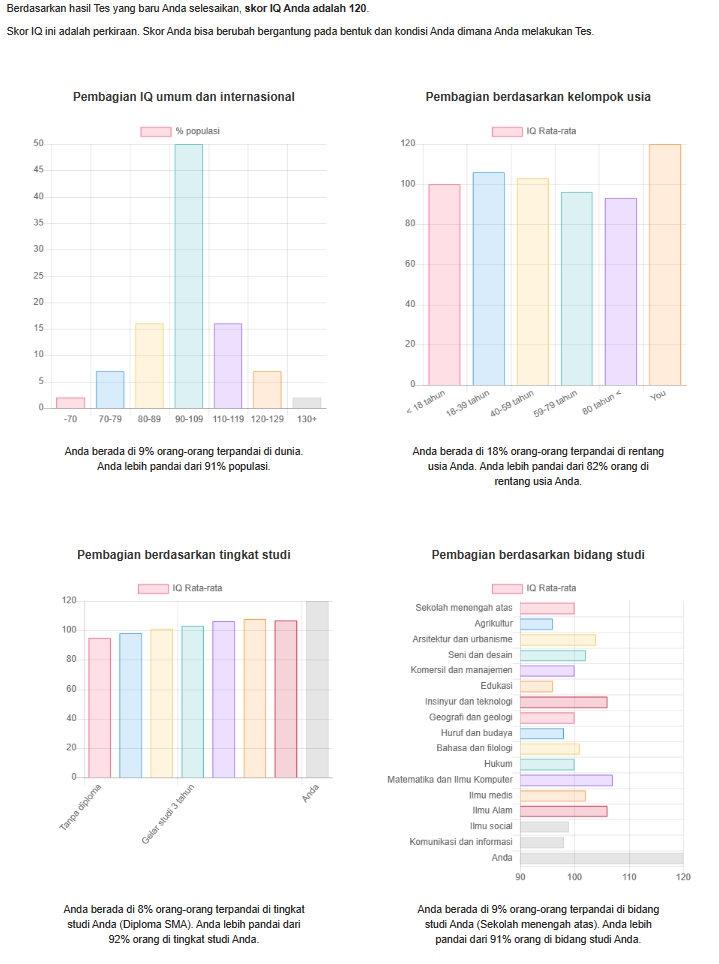 Berdasarkan hasil Tes yang baru Anda selesaikan, skor IQ Anda adalah 120.
Skor IQ ini adalah perkiraan. Skor Anda bisa berubah bergantung pada bentuk dan kondisi Anda dimana Anda melakukan Tes.
Pembagian IQ umum dan internasional
% populasi
50
45
40
35
30
25
20
15
10
5
0
-70
70-79
80-89
90-109
110-119
120-129
130+
Anda berada di 9% orang-orang terpandai di dunia.
Anda lebih pandai dari 91% populasi.
Pembagian berdasarkan kelompok usia
IQ Rata-rata
120
100
80
60
40
20
0
< 18 tahun
18-39 tahun
40-59 tahun
59-79 tahun
80 tahun <
You
Anda berada di 18% orang-orang terpandai di rentang
usia Anda. Anda lebih pandai dari 82% orang di
rentang usia Anda.
Pembagian berdasarkan tingkat studi
IQ Rata-rata
120
100
80
60
40
20
0
Tanpa diploma
Gelar studi 3 tahun
Anda
Anda berada di 8% orang-orang terpandai di tingkat
studi Anda (Diploma SMA). Anda lebih pandai dari
92% orang di tingkat studi Anda.
Pembagian berdasarkan bidang studi
IQ Rata-rata
Sekolah menengah atas
Agrikultur
Arsitektur dan urbanisme
Seni dan desain
Komersil dan manajemen
Edukasi
Insinyur dan teknologi
Geografi dan geologi
Huruf dan budaya
Bahasa dan filologi
Hukum
Matematika dan Ilmu Komputer
Ilmu medis
Ilmu Alam
Ilmu social
Komunikasi dan informasi
Anda
90
100
110
120
Anda berada di 9% orang-orang terpandai di bidang
studi Anda (Sekolah menengah atas). Anda lebih
pandai dari 91% orang di bidang studi Anda.